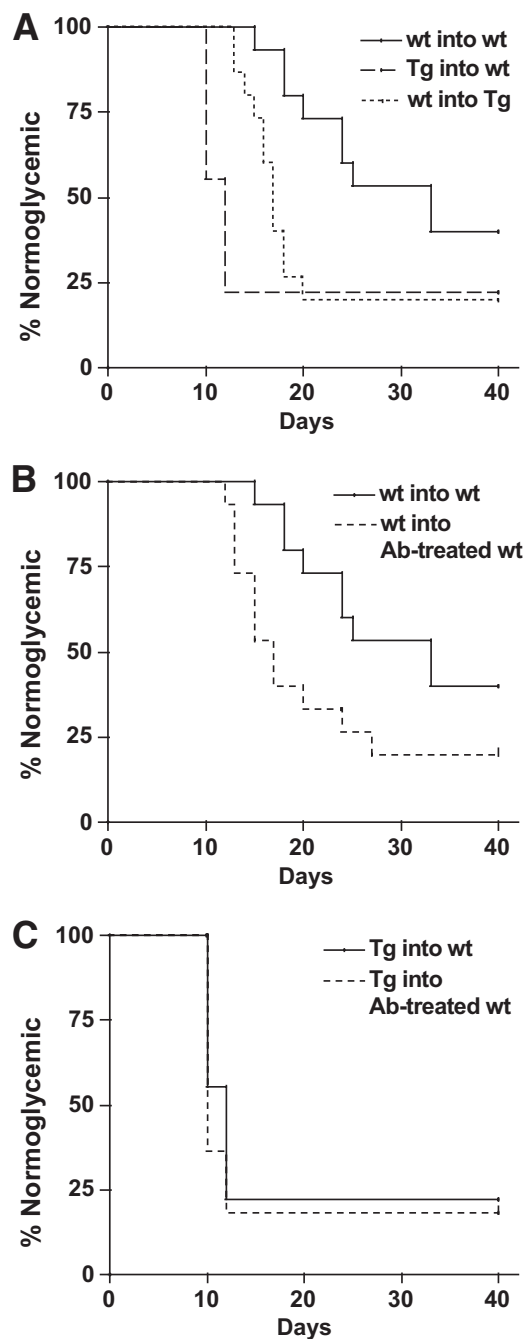 A
100
75
50
25
0
% Normoglycemic
wt into wt
Tg into wt
wt into Tg
0 10 20 30 40
Days
B
100
75
50
25
0
% Normoglycemic
wt into wt
wt into
Ab-treated wt
0 10 20 30 40
Days
C
100
75
50
25
0
% Normoglycemic
Tg into wt
Tg into
Ab-treated wt
0 10 20 30 40
Days